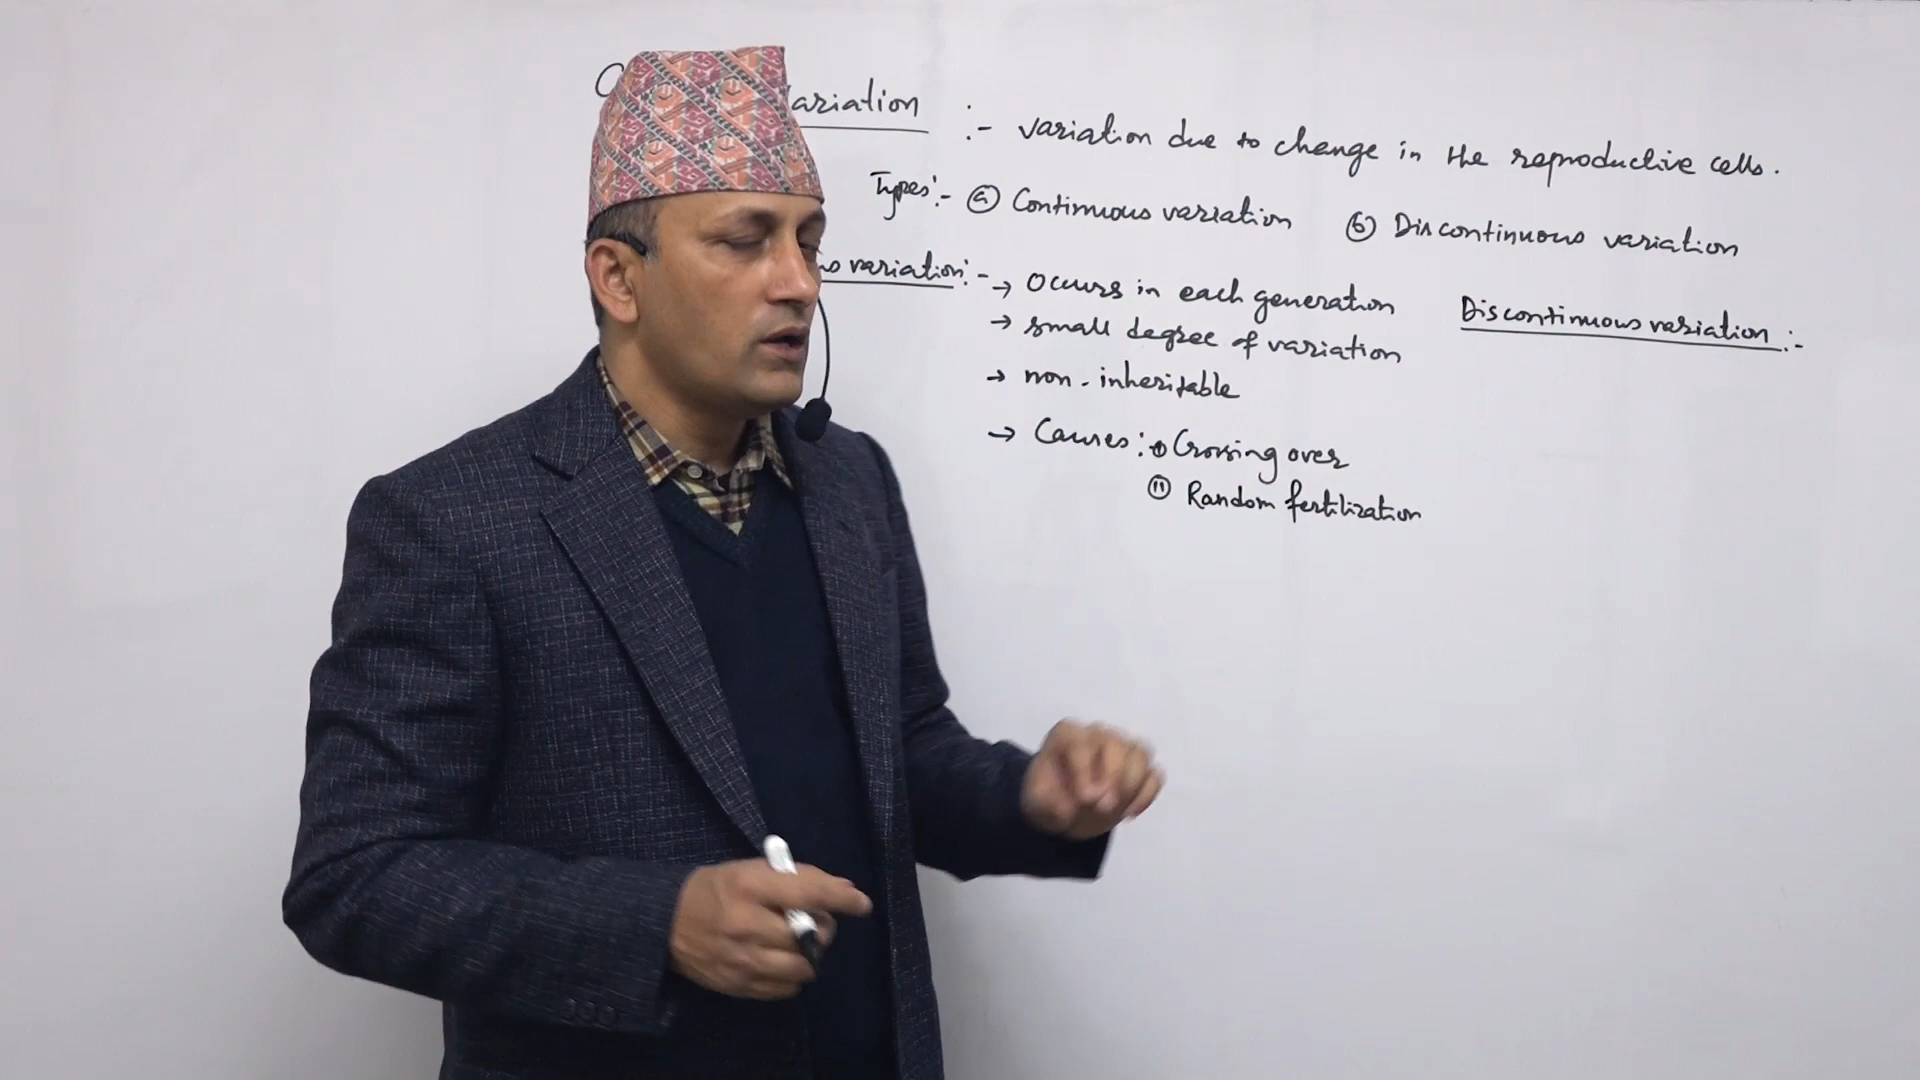 ariation :- variation due to change in the reproductive cells.
Types:- ⓐ Continuous variation ⓑ Discontinuous variation
us variation:- → Occurs in each generation
→ small degree of variation
→ non-inheritable
→ Causes: ⓘ Crossing over
ⓘⓘ Random fertilization
Discontinuous variation :-